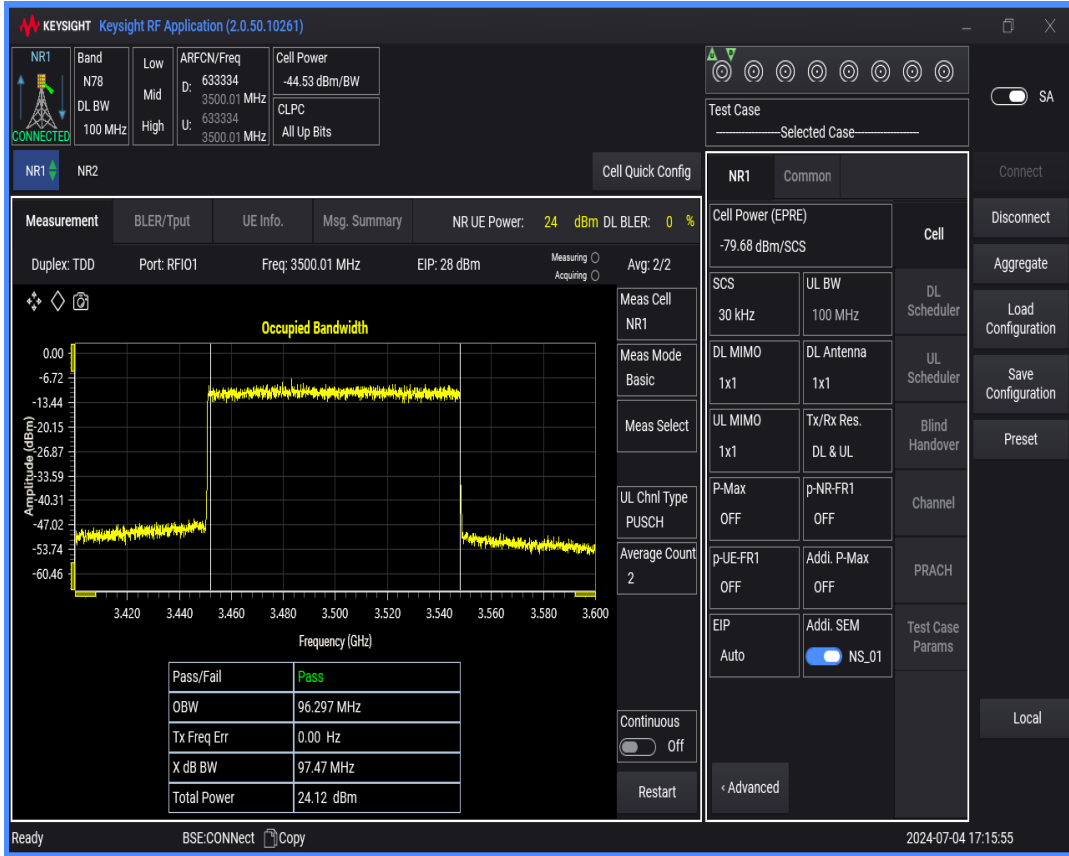 KEYSIGHT Keysight RF Application (2.0.50.10261)
NR1
CONNECTED
Band
N78
DL BW
100 MHz
Low
Mid
High
ARFCN/Freq
D: 633334
3500.01 MHz
U: 633334
3500.01 MHz
Cell Power
-44.53 dBm/BW
CLPC
All Up Bits
Test Case
--------------------Selected Case--------------------
SA
NR1
NR2
Cell Quick Config
NR1
Common
Connect
Measurement
BLER/Tput
UE Info.
Msg. Summary
NR UE Power: 24 dBm DL BLER: 0 %
Duplex: TDD
Port: RFIO1
Freq: 3500.01 MHz
EIP: 28 dBm
Measuring
Acquiring
Avg: 2/2
Occupied Bandwidth
Amplitude (dBm)
0.00
-6.72
-13.44
-20.15
-26.87
-33.59
-40.31
-47.02
-53.74
-60.46
3.420 3.440 3.460 3.480 3.500 3.520 3.540 3.560 3.580 3.600
Frequency (GHz)
Pass/Fail Pass
OBW 96.297 MHz
Tx Freq Err 0.00 Hz
X dB BW 97.47 MHz
Total Power 24.12 dBm
Meas Cell
NR1
Meas Mode
Basic
Meas Select
UL Chnl Type
PUSCH
Average Count
2
Continuous
Off
Restart
Cell Power (EPRE)
-79.68 dBm/SCS
SCS
30 kHz
UL BW
100 MHz
DL MIMO
1x1
DL Antenna
1x1
UL MIMO
1x1
Tx/Rx Res.
DL & UL
P-Max
OFF
p-NR-FR1
OFF
p-UE-FR1
OFF
Addi. P-Max
OFF
EIP
Auto
Addi. SEM
NS_01
‹ Advanced
Cell
DL
Scheduler
UL
Scheduler
Blind
Handover
Channel
PRACH
Test Case
Params
Disconnect
Aggregate
Load
Configuration
Save
Configuration
Preset
Local
Ready
BSE:CONNect
Copy
2024-07-04 17:15:55